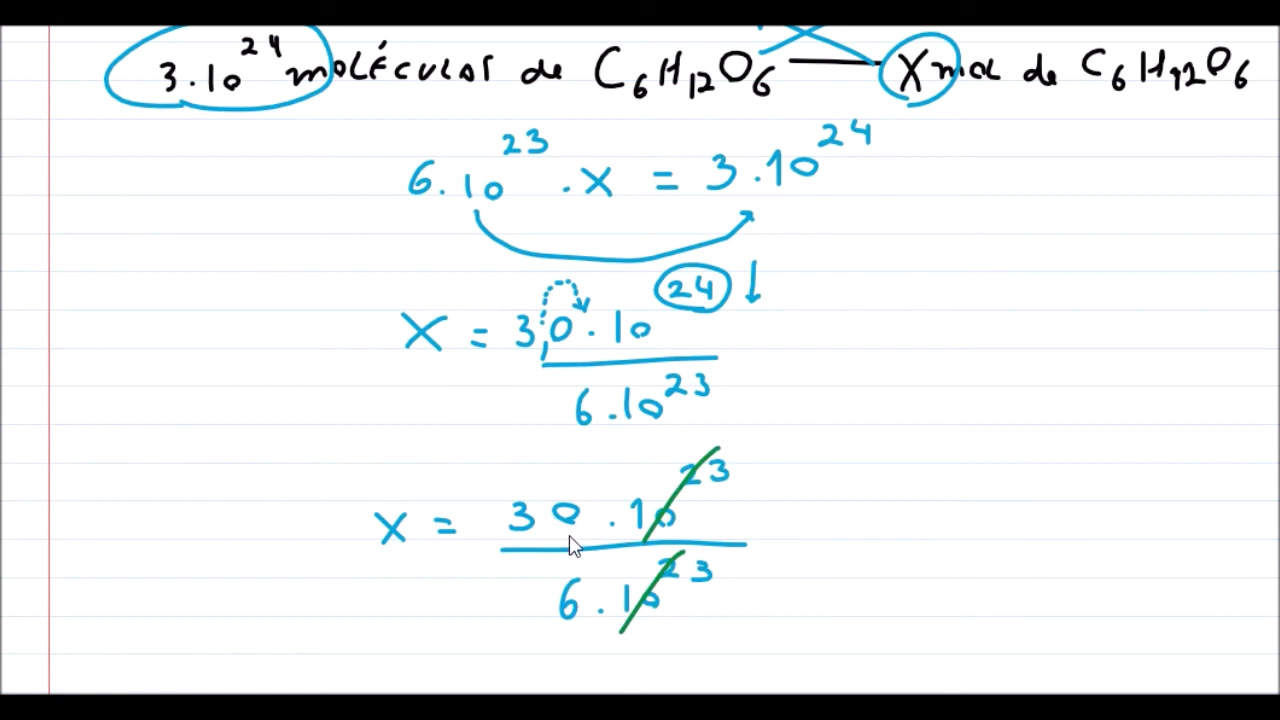 3.10²⁴ moléculas de C₆H₁₂O₆ — X mol de C₆H₁₂O₆
6.10²³ . x = 3.10²⁴
X = 3,0.10²⁴
6.10²³
x = 30.10²³
6.10²³